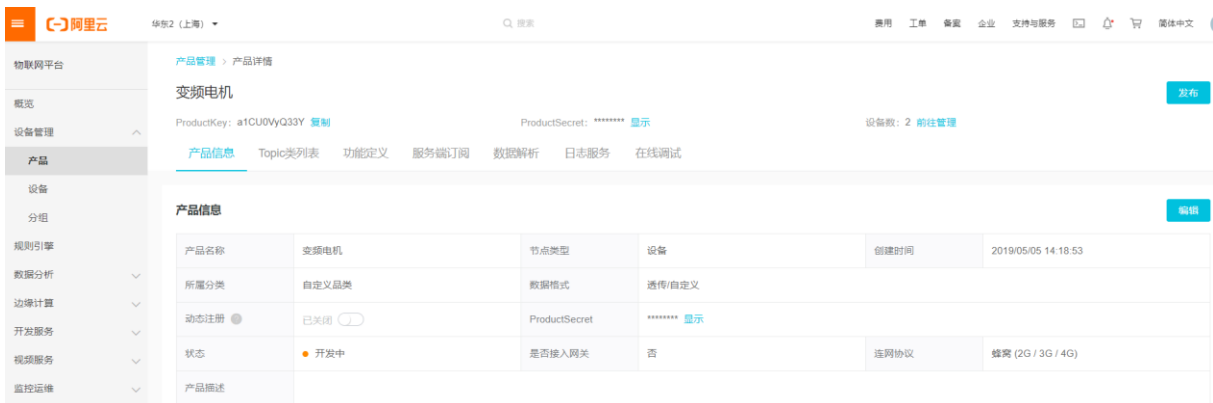 阿里云 华东2（上海） 搜索 费用 工单 备案 企业 支持与服务 简体中文
物联网平台
概览
设备管理
产品
设备
分组
规则引擎
数据分析
边缘计算
开发服务
视频服务
监控运维
产品管理 > 产品详情
变频电机 发布
ProductKey: a1CU0VyQ33Y 复制 ProductSecret: ******** 显示 设备数: 2 前往管理
产品信息 Topic类列表 功能定义 服务端订阅 数据解析 日志服务 在线调试
产品信息 编辑
产品名称 变频电机 节点类型 设备 创建时间 2019/05/05 14:18:53
所属分类 自定义品类 数据格式 透传/自定义
动态注册 已关闭 ProductSecret ******** 显示
状态 开发中 是否接入网关 否 连网协议 蜂窝 (2G / 3G / 4G)
产品描述